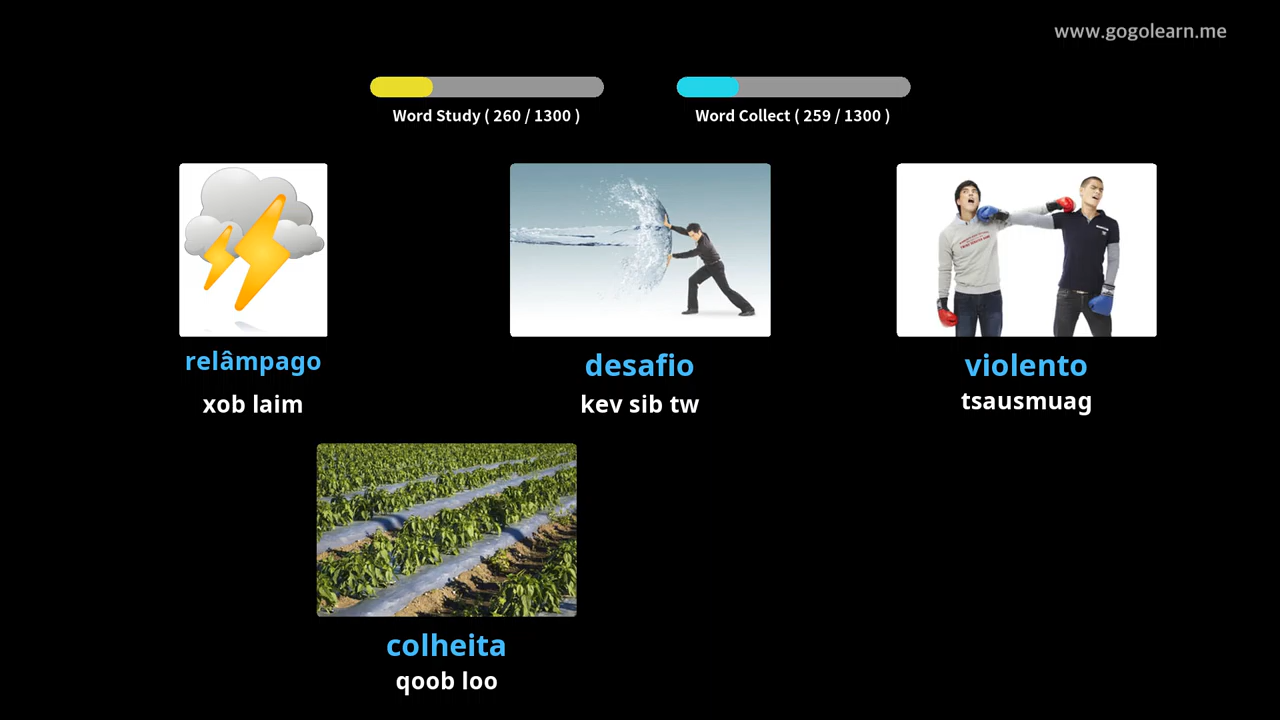 www.gogolearn.me
Word Study ( 260 / 1300 )
Word Collect ( 259 / 1300 )
relâmpago
xob laim
desafio
kev sib tw
violento
tsausmuag
colheita
qoob loo